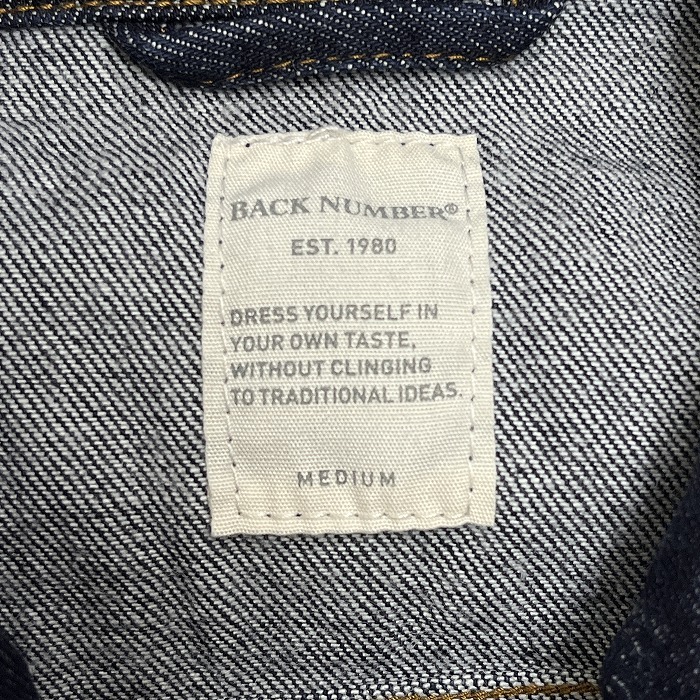 BACK NUMBER®
EST. 1980
DRESS YOURSELF IN
YOUR OWN TASTE,
WITHOUT CLINGING
TO TRADITIONAL IDEAS.
MEDIUM